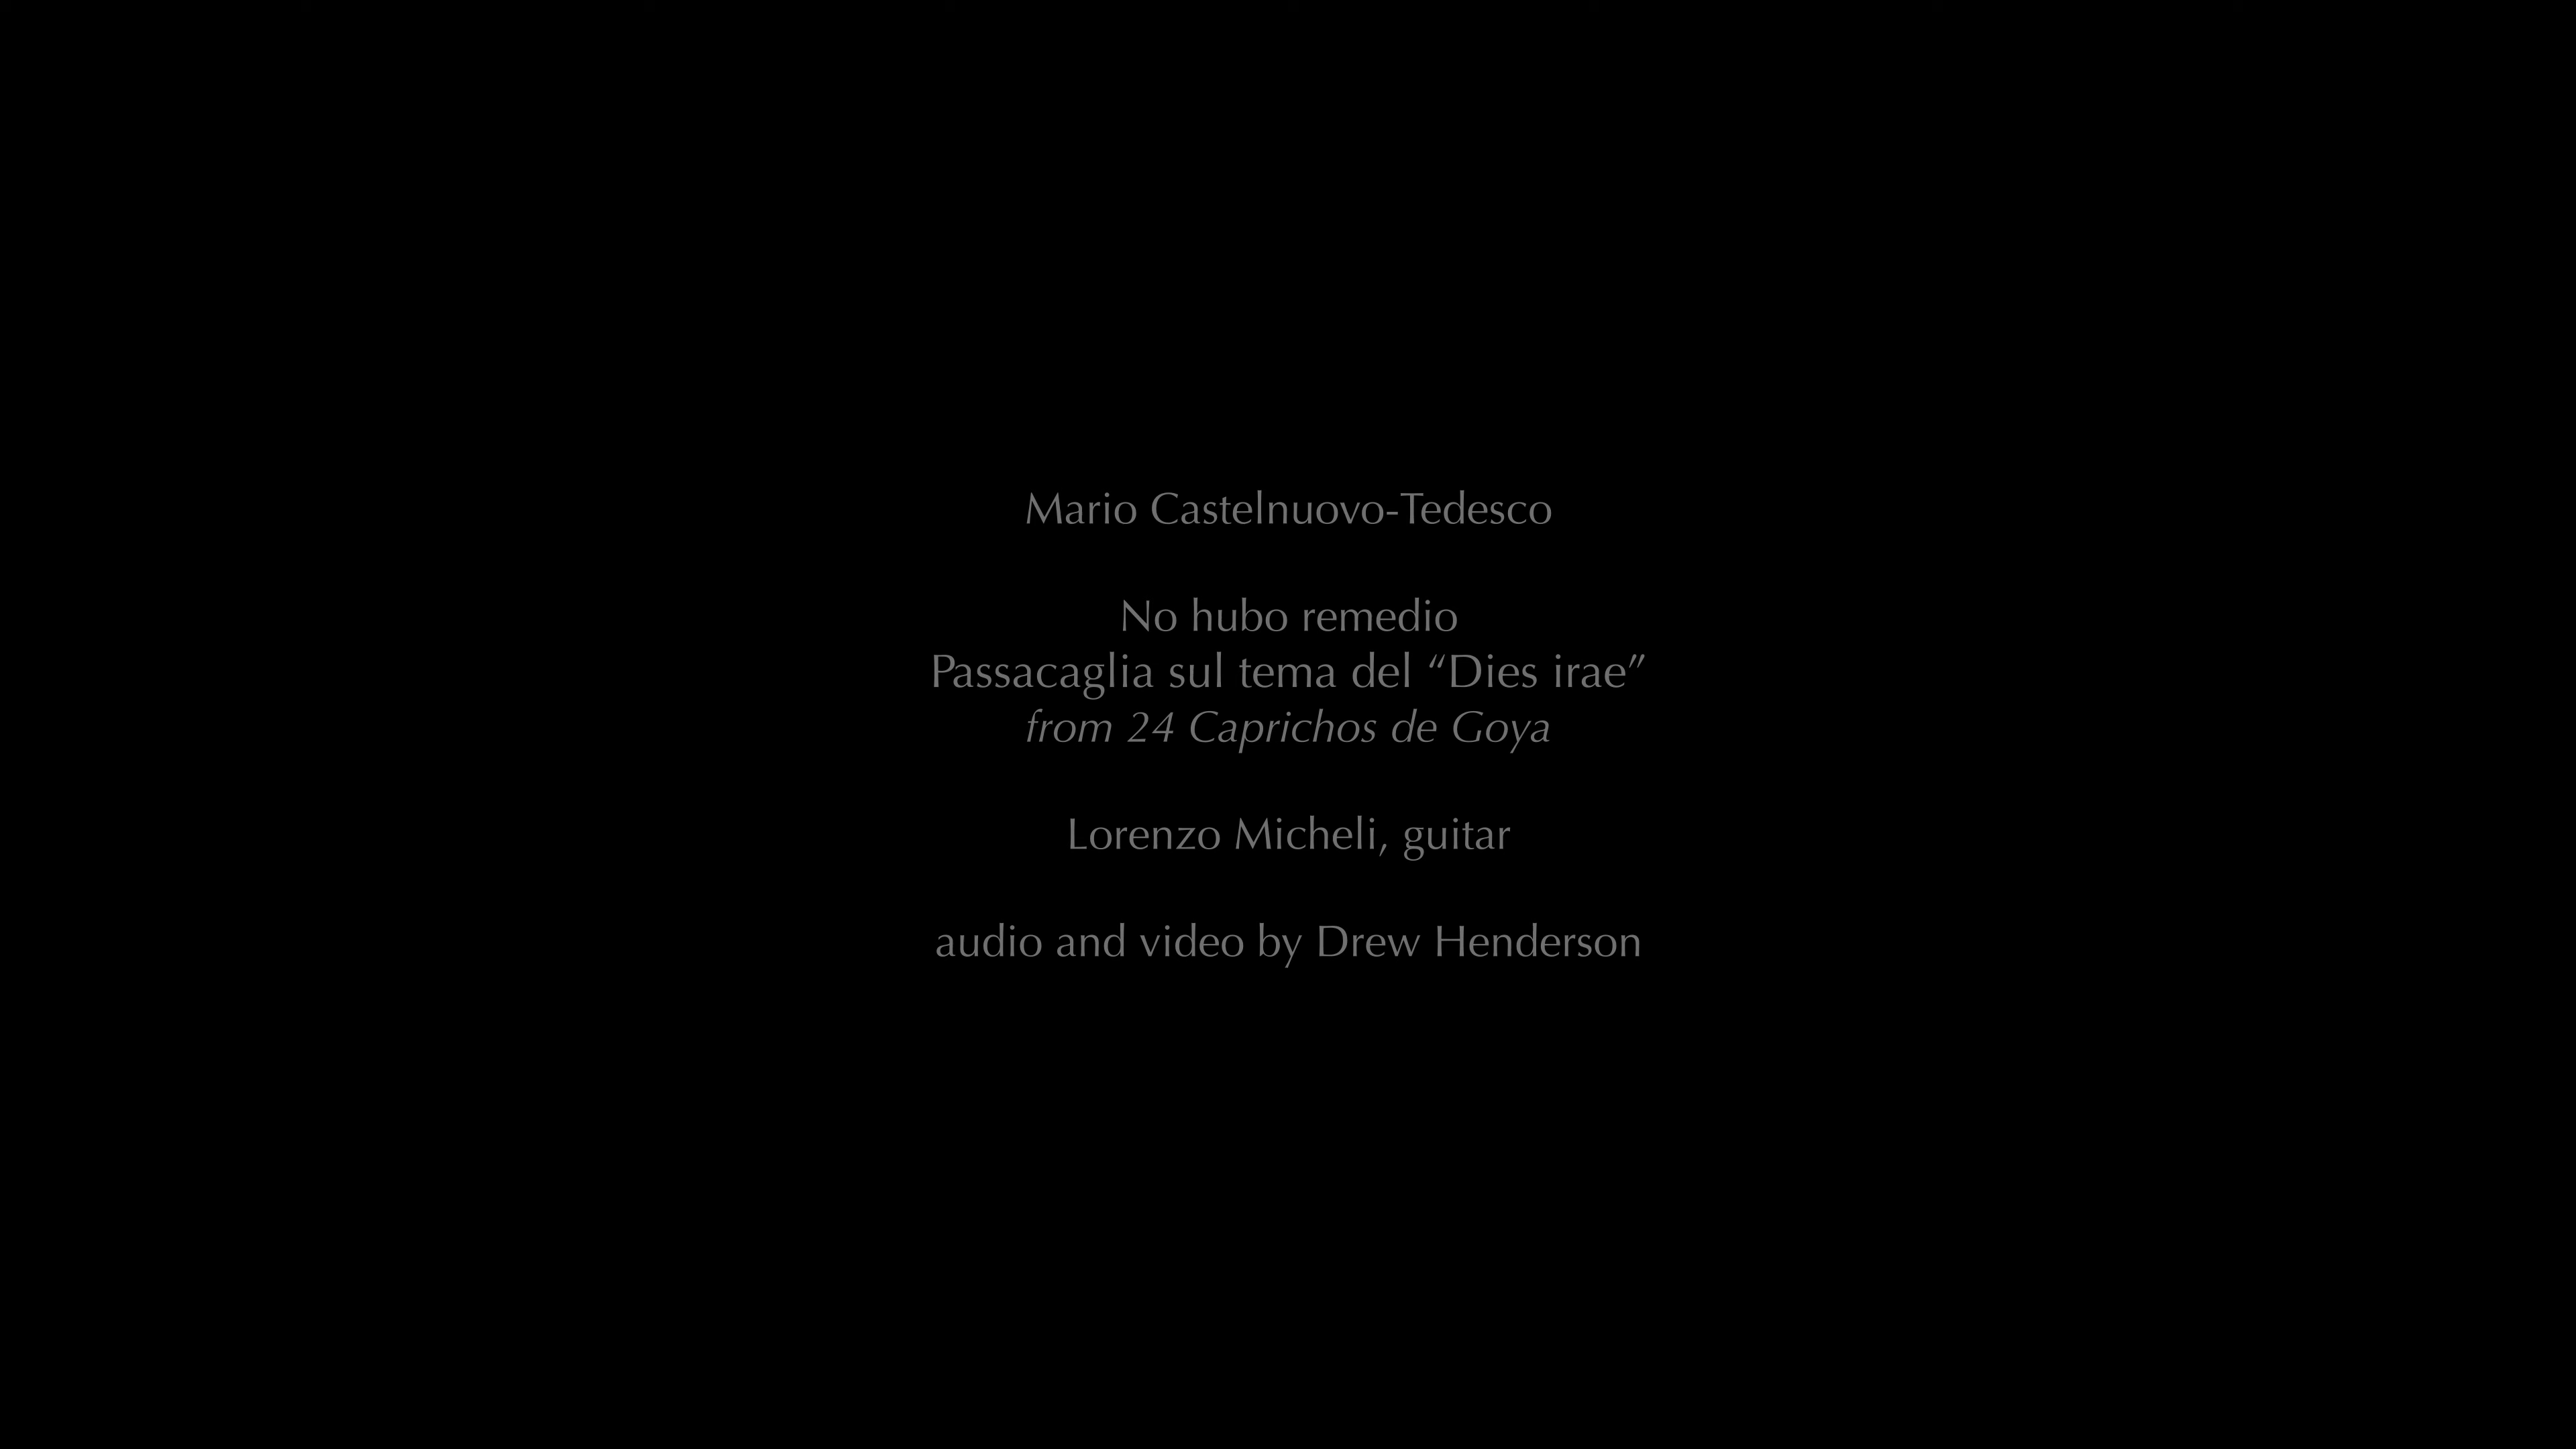 Mario Castelnuovo-Tedesco
No hubo remedio
Passacaglia sul tema del “Dies irae”
from 24 Caprichos de Goya
Lorenzo Micheli, guitar
audio and video by Drew Henderson